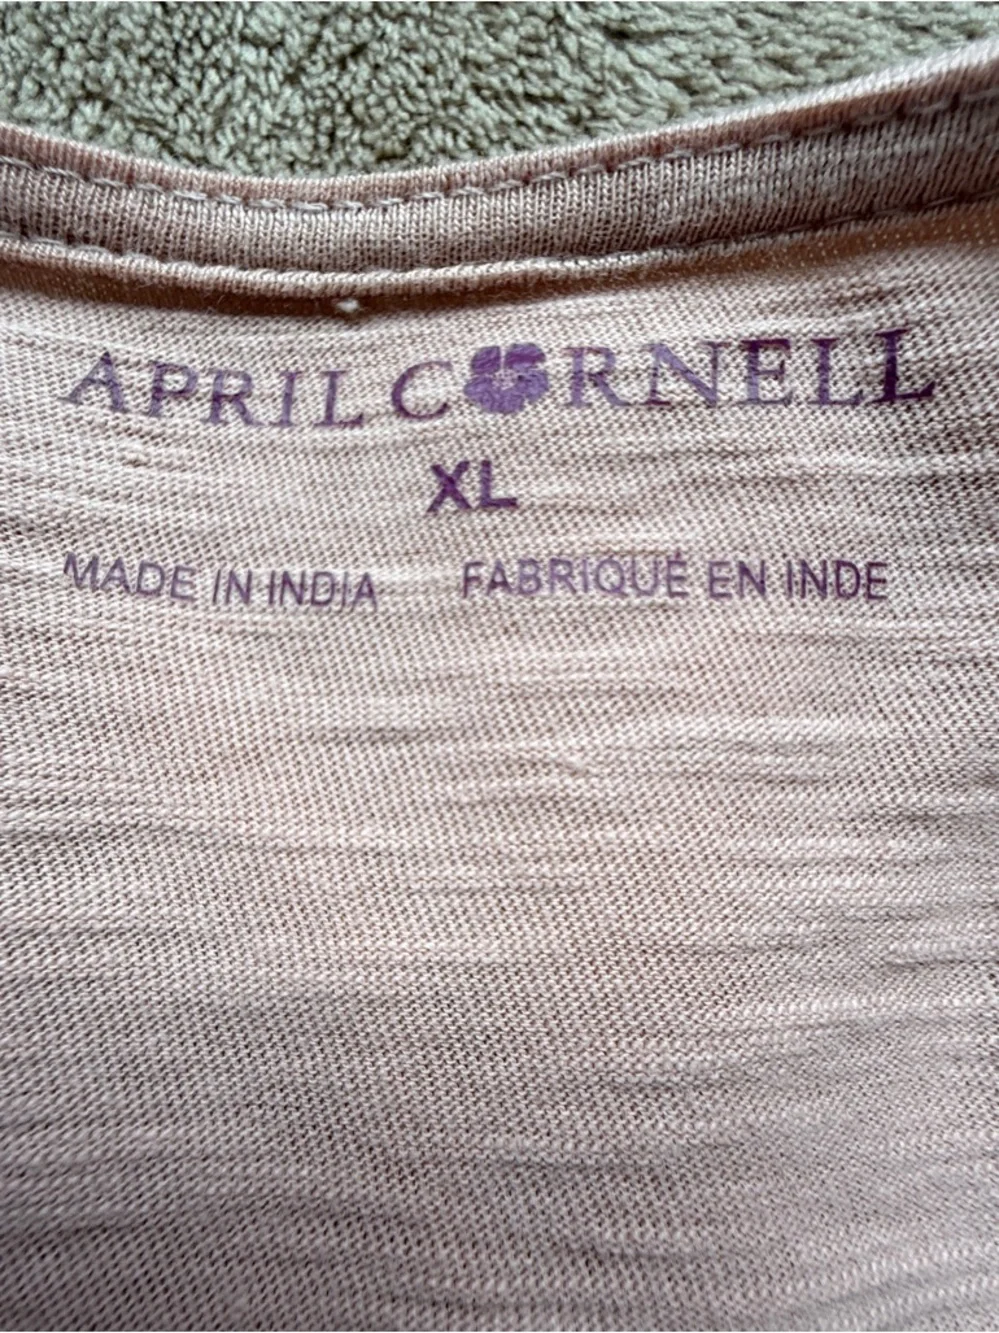 APRIL CORNELL
XL
MADE IN INDIA FABRIQUÉ EN INDE